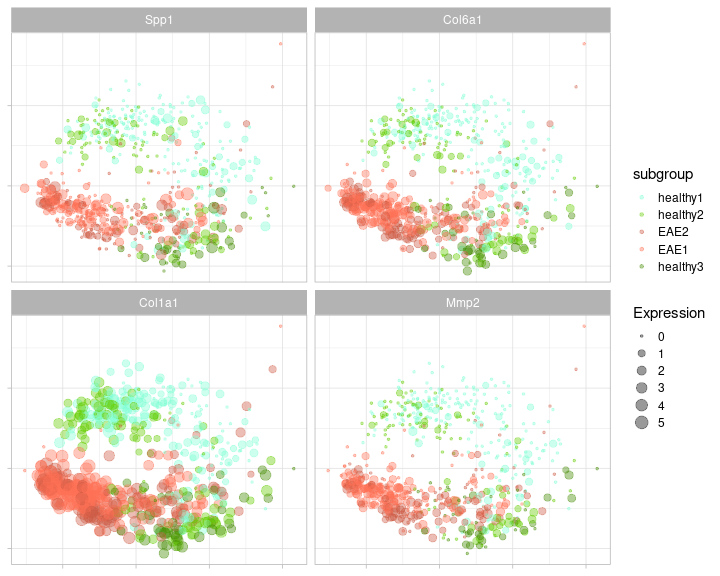 Spp1
Col6a1
Col1a1
Mmp2
subgroup
healthy1
healthy2
EAE2
EAE1
healthy3
Expression
0
1
2
3
4
5